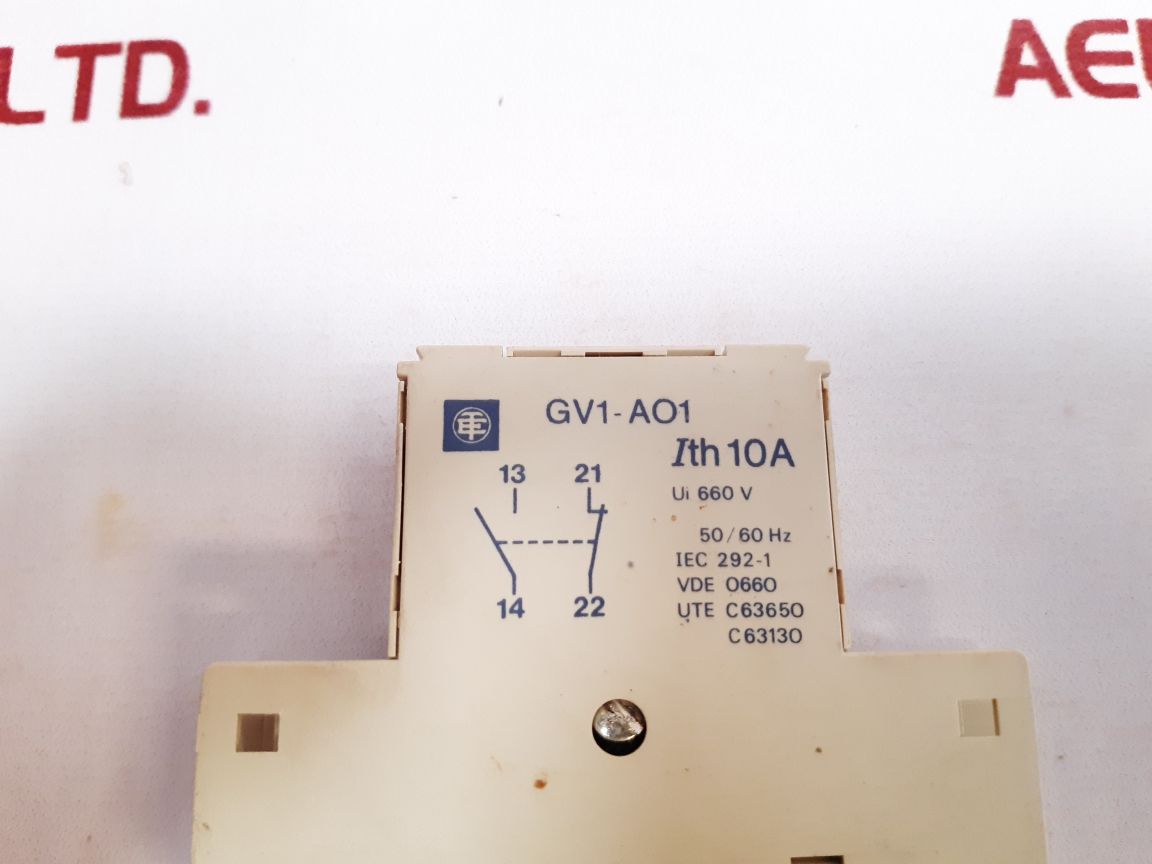 LTD.
GV1-AO1
Ith 10A
13 21
Ui 660 V
50/60 Hz
IEC 292-1
VDE 0660
14 22
UTE C63650
C63130